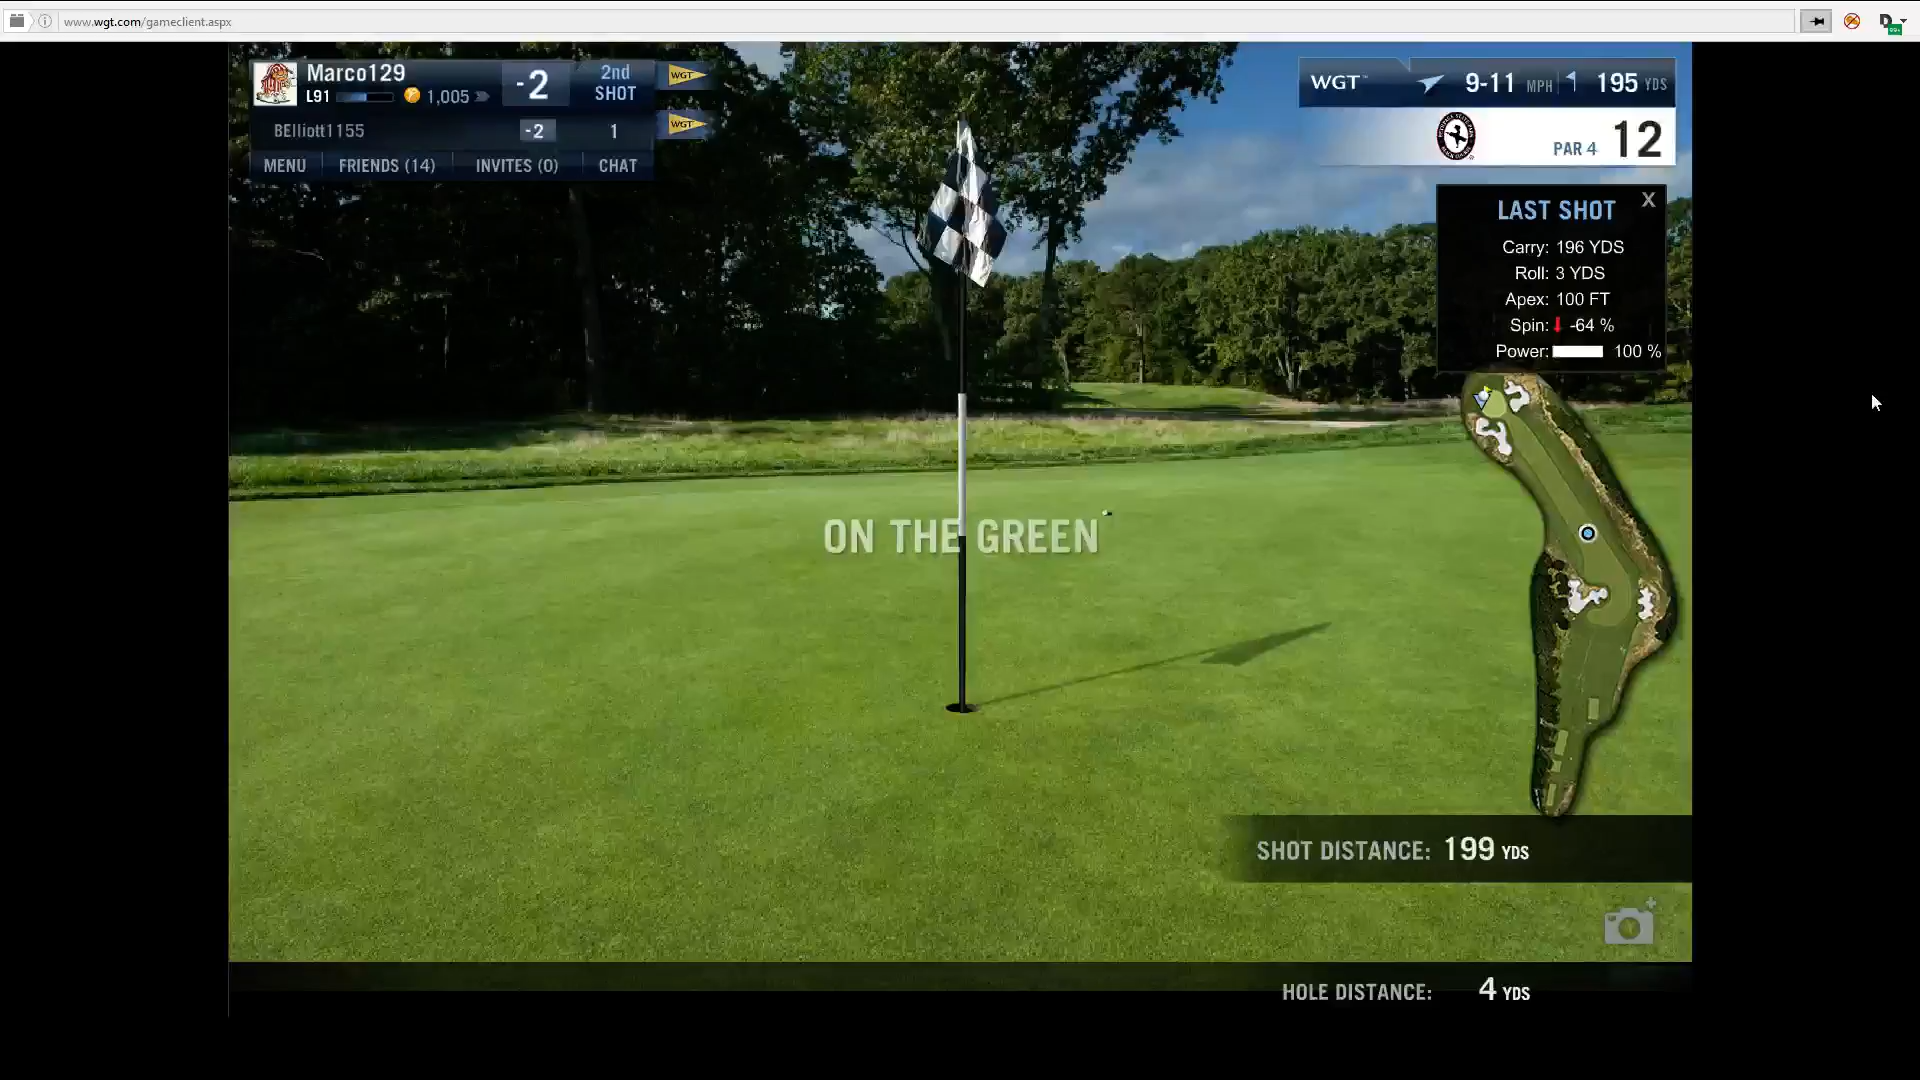 www.wgt.com/gameclient.aspx
Marco129
L91
1,005
-2
2nd
SHOT
WGT
BElliott1155
-2
1
WGT
MENU
FRIENDS (14)
INVITES (0)
CHAT
WGT
9-11 MPH
195 YDS
PAR 4
12
LAST SHOT
X
Carry: 196 YDS
Roll: 3 YDS
Apex: 100 FT
Spin: -64 %
Power: 100 %
ON THE GREEN
SHOT DISTANCE: 199 YDS
HOLE DISTANCE: 4 YDS